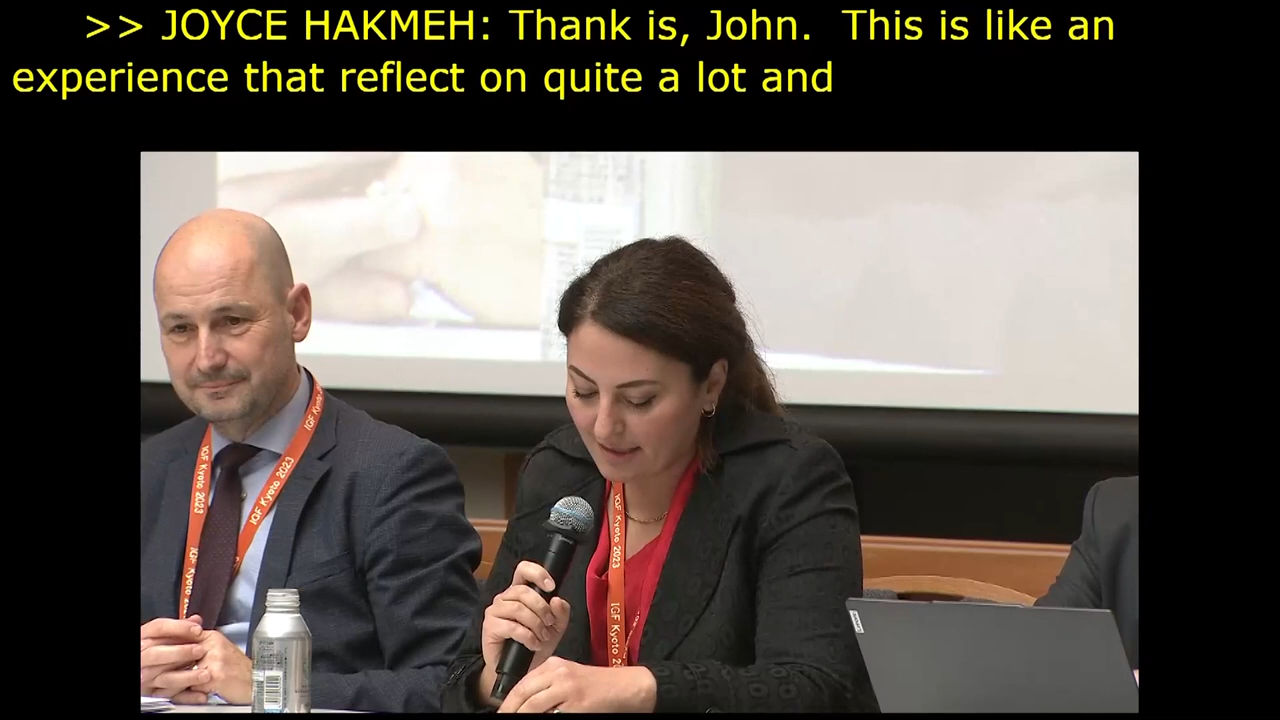 >> JOYCE HAKMEH: Thank is, John.  This is like an
experience that reflect on quite a lot and
IGF Kyoto 2023
IGF Kyoto 2023
IGF Kyoto 2023
IGF Kyoto